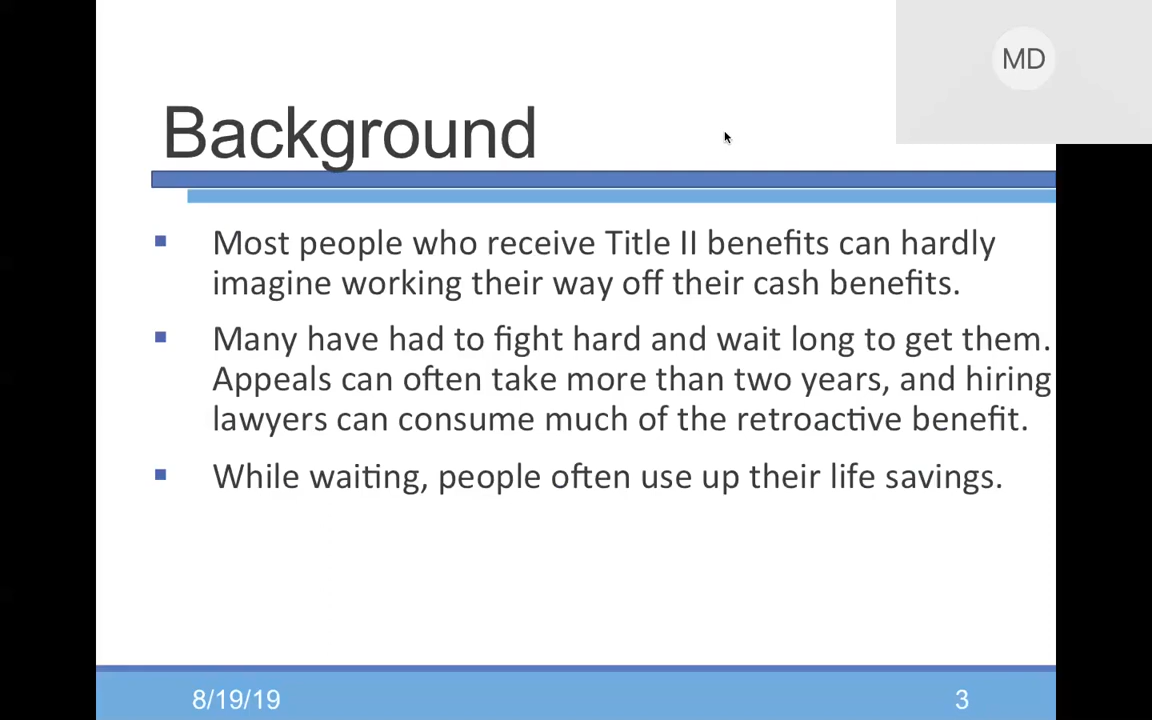 MD
Background
▪ Most people who receive Title II benefits can hardly
imagine working their way off their cash benefits.
▪ Many have had to fight hard and wait long to get them.
Appeals can often take more than two years, and hiring
lawyers can consume much of the retroactive benefit.
▪ While waiting, people often use up their life savings.
8/19/19
3